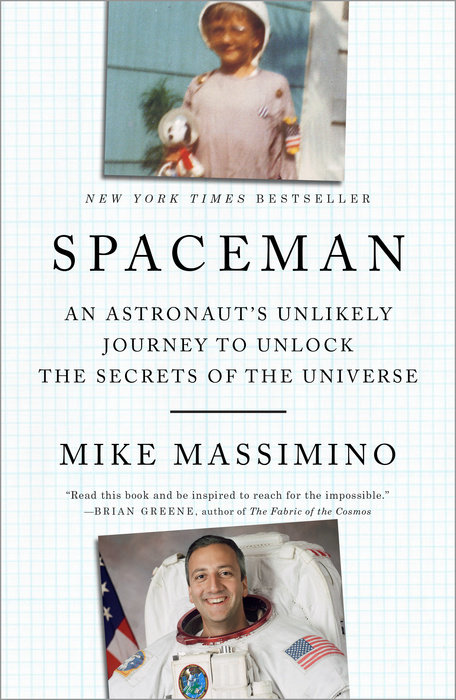 NEW YORK TIMES BESTSELLER
SPACEMAN
AN ASTRONAUT'S UNLIKELY
JOURNEY TO UNLOCK
THE SECRETS OF THE UNIVERSE
MIKE MASSIMINO
“Read this book and be inspired to reach for the impossible.”
—BRIAN GREENE, author of The Fabric of the Cosmos